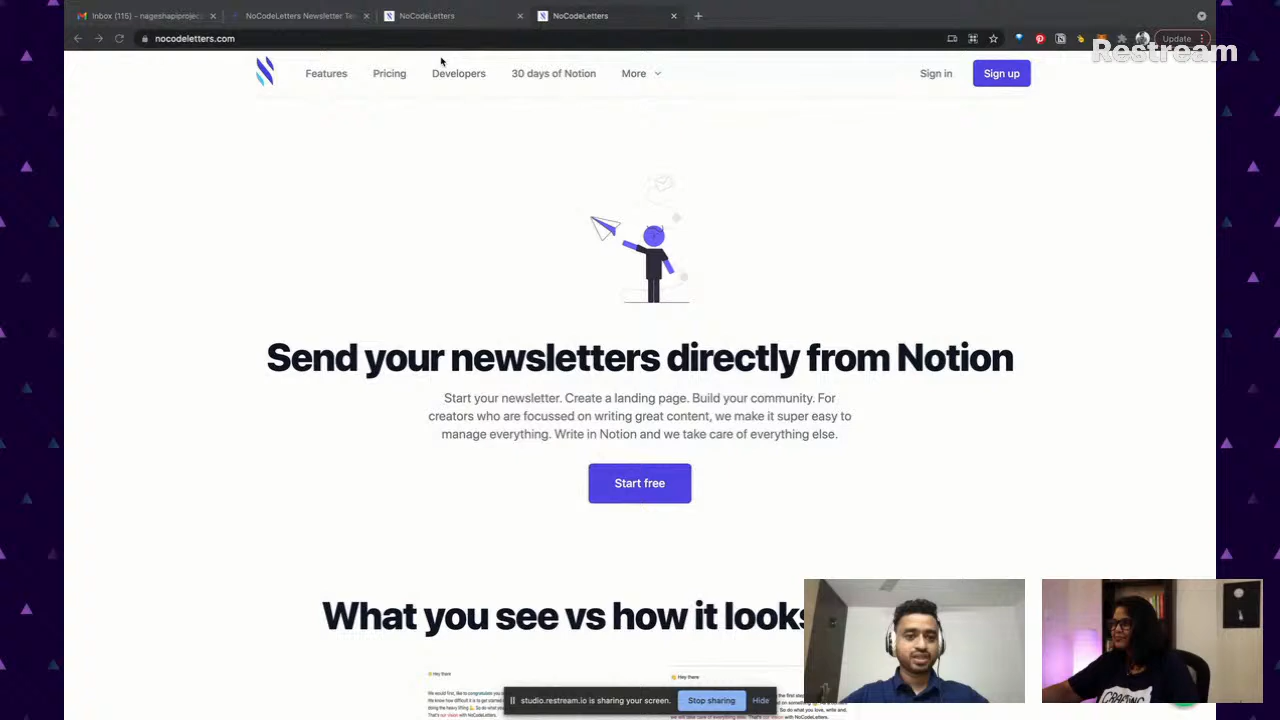 Inbox (115) - nageshapiprojec
NoCodeLetters Newsletter Te
NoCodeLetters
NoCodeLetters
nocodeletters.com
Update
Restream
Features
Pricing
Developers
30 days of Notion
More
Sign in
Sign up
Send your newsletters directly from Notion
Start your newsletter. Create a landing page. Build your community. For
creators who are focussed on writing great content, we make it super easy to
manage everything. Write in Notion and we take care of everything else.
Start free
What you see vs how it looks
Hey there
studio.restream.io is sharing your screen.
Stop sharing
Hide